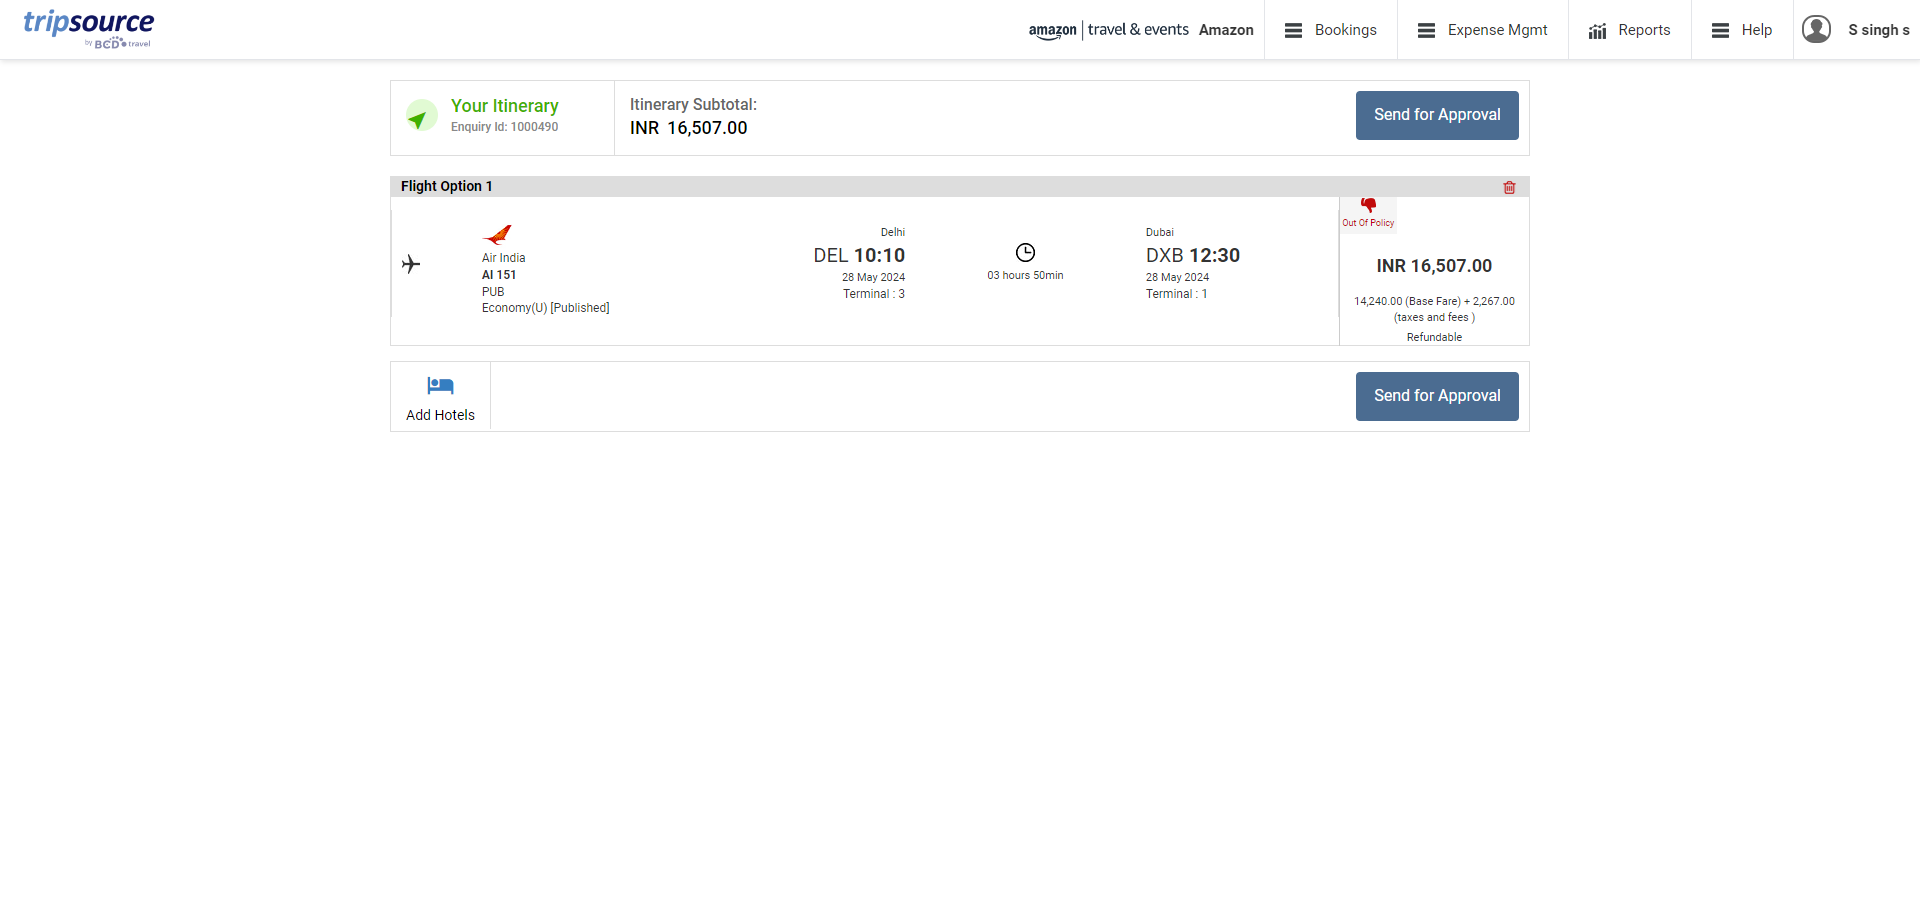 tripsource
by BCD travel
amazon | travel & events Amazon
Bookings
Expense Mgmt
Reports
Help
S singh s
Your Itinerary
Enquiry Id: 1000490
Itinerary Subtotal:
INR 16,507.00
Send for Approval
Flight Option 1
Air India
AI 151
PUB
Economy(U) [Published]
Delhi
DEL 10:10
28 May 2024
Terminal : 3
03 hours 50min
Dubai
DXB 12:30
28 May 2024
Terminal : 1
Out Of Policy
INR 16,507.00
14,240.00 (Base Fare) + 2,267.00
(taxes and fees )
Refundable
Add Hotels
Send for Approval